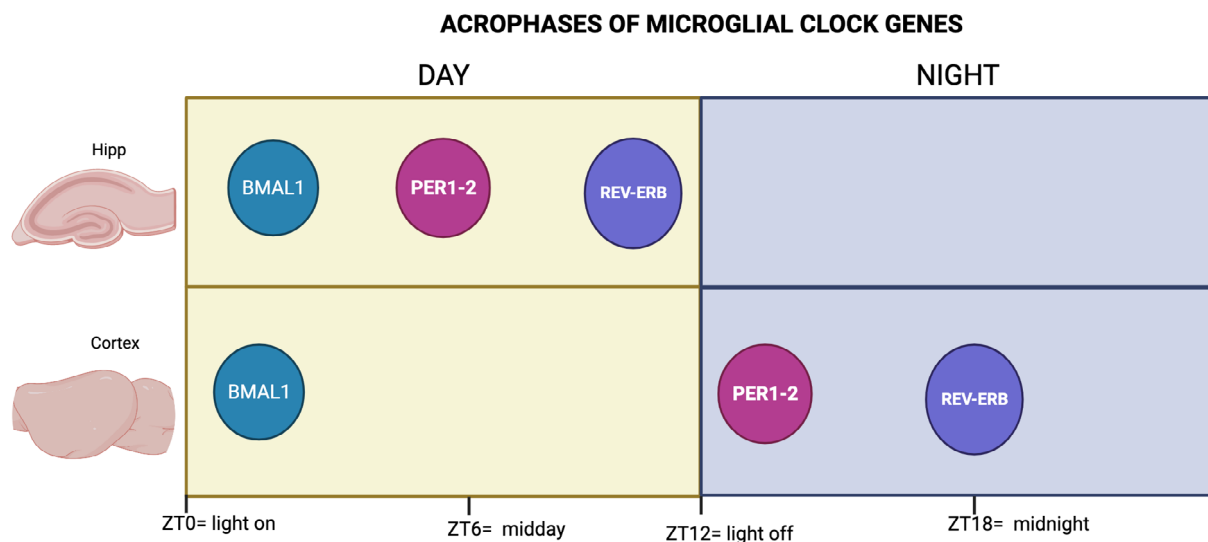 ACROPHASES OF MICROGLIAL CLOCK GENES
DAY
NIGHT
Hipp
BMAL1
PER1-2
REV-ERB
Cortex
BMAL1
PER1-2
REV-ERB
ZT0= light on
ZT6= midday
ZT12= light off
ZT18= midnight